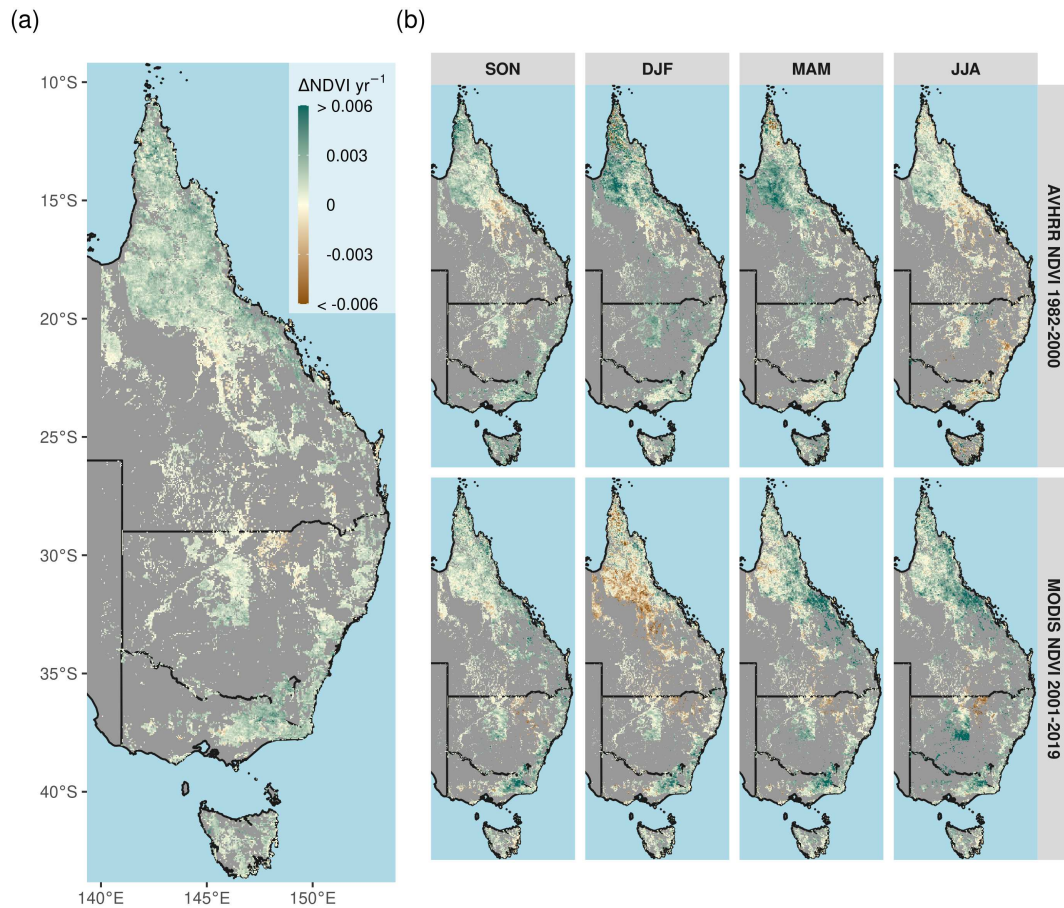 (a)
(b)
10°S
15°S
20°S
25°S
30°S
35°S
40°S
140°E
145°E
150°E
ΔNDVI yr⁻¹
> 0.006
0.003
0
-0.003
< -0.006
SON
DJF
MAM
JJA
AVHRR NDVI 1982-2000
MODIS NDVI 2001-2019